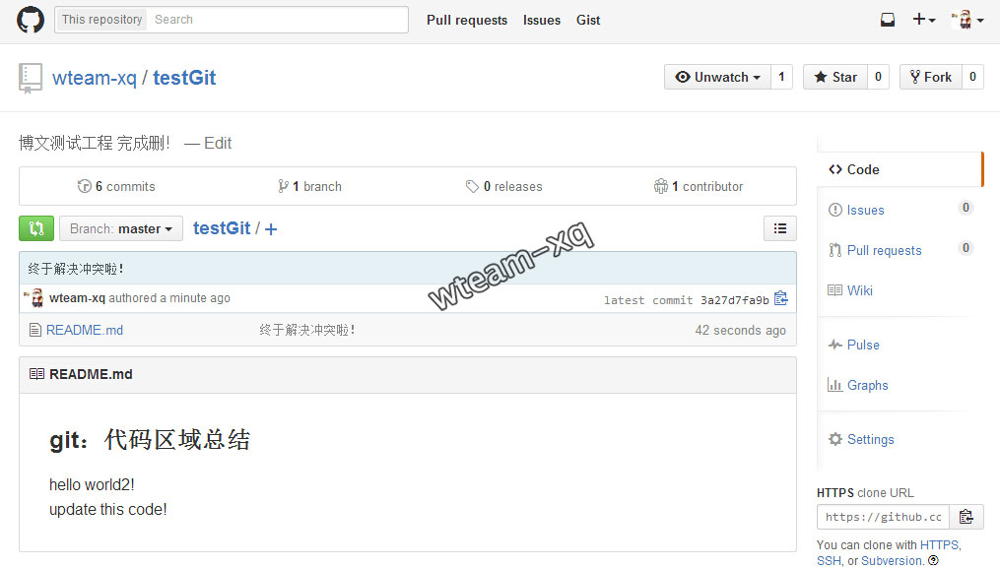 This repository Search Pull requests Issues Gist
wteam-xq / testGit Unwatch 1 Star 0 Fork 0
博文测试工程 完成删！ — Edit
6 commits 1 branch 0 releases 1 contributor
Branch: master testGit / +
终于解决冲突啦！
wteam-xq authored a minute ago latest commit 3a27d7fa9b
README.md 终于解决冲突啦！ 42 seconds ago
README.md
git：代码区域总结
hello world2!
update this code!
wteam-xq
Code
Issues 0
Pull requests 0
Wiki
Pulse
Graphs
Settings
HTTPS clone URL
https://github.cc
You can clone with HTTPS,
SSH, or Subversion.